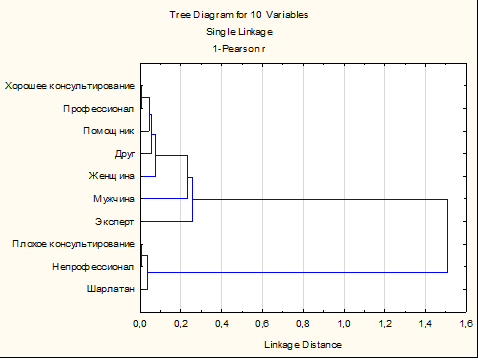 Tree Diagram for 10 Variables
Single Linkage
1-Pearson r
Хорошее консультирование
Профессионал
Помощник
Друг
Женщина
Мужчина
Эксперт
Плохое консультирование
Непрофессионал
Шарлатан
0,0 0,2 0,4 0,6 0,8 1,0 1,2 1,4 1,6
Linkage Distance